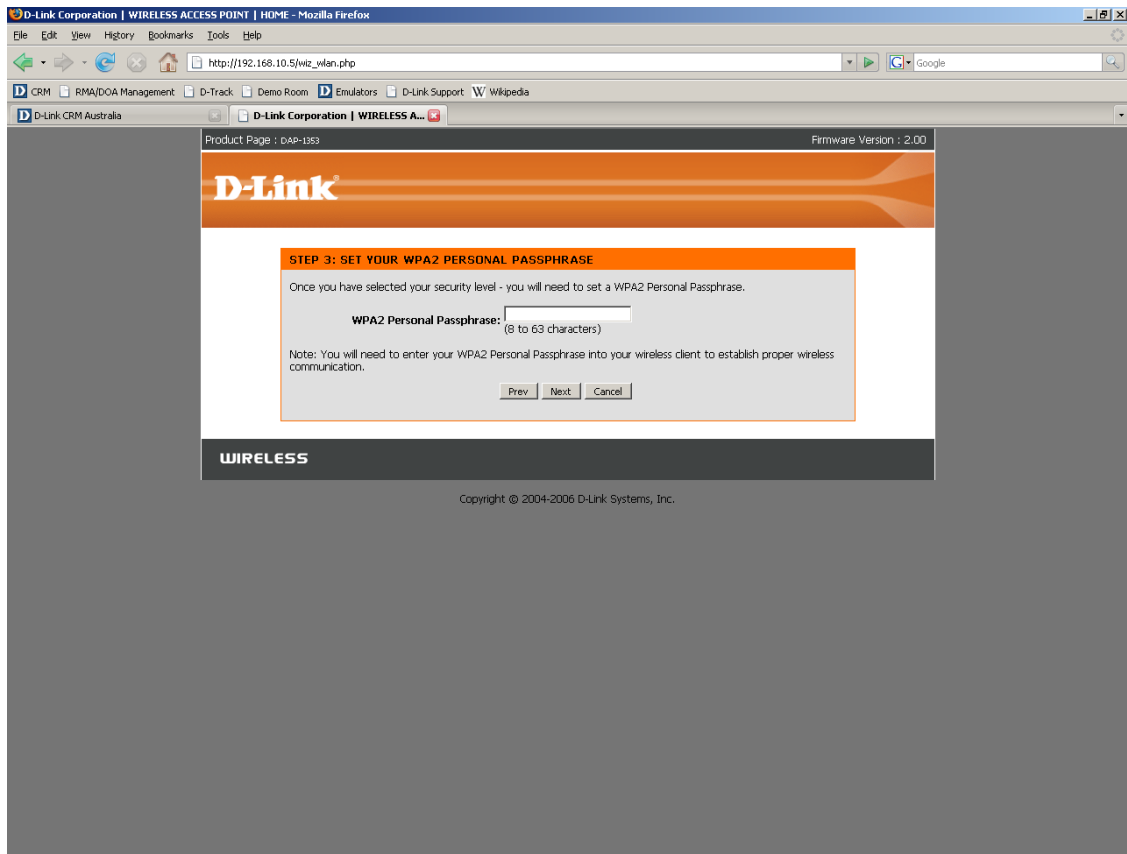 D-Link Corporation | WIRELESS ACCESS POINT | HOME - Mozilla Firefox
File Edit View History Bookmarks Tools Help
http://192.168.10.5/wiz_wlan.php
G Google
D CRM RMA/DOA Management D-Track Demo Room D Emulators D-Link Support W Wikipedia
D D-Link CRM Australia D-Link Corporation | WIRELESS A...
Product Page : DAP-1353 Firmware Version : 2.00
D-Link
STEP 3: SET YOUR WPA2 PERSONAL PASSPHRASE
Once you have selected your security level - you will need to set a WPA2 Personal Passphrase.
WPA2 Personal Passphrase:
(8 to 63 characters)
Note: You will need to enter your WPA2 Personal Passphrase into your wireless client to establish proper wireless
communication.
Prev Next Cancel
WIRELESS
Copyright © 2004-2006 D-Link Systems, Inc.